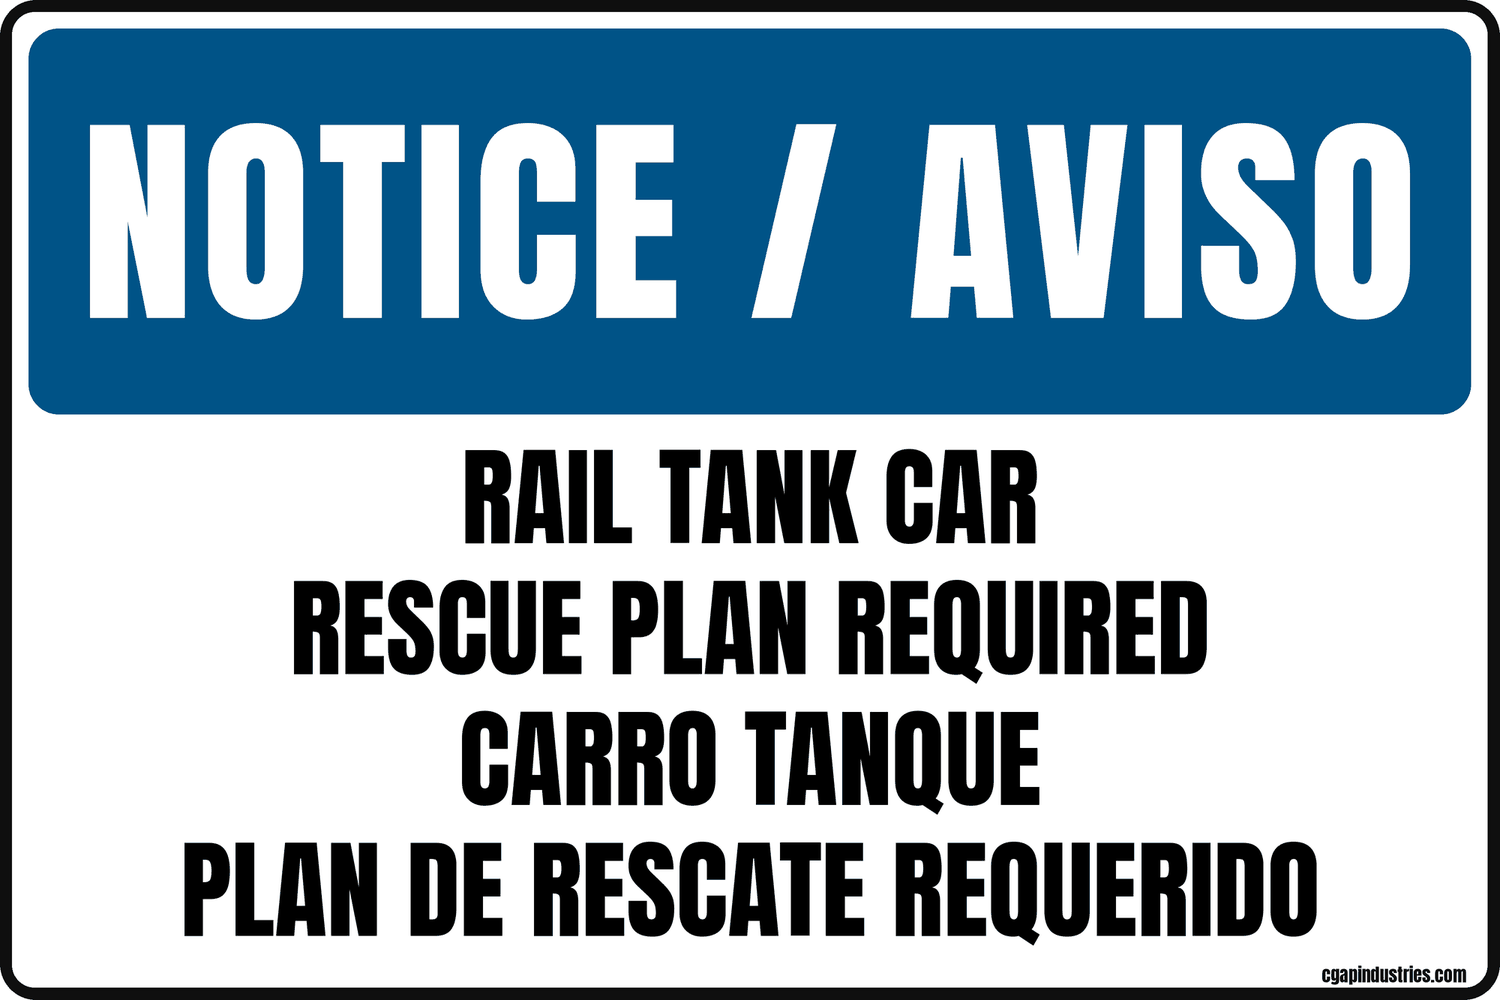 NOTICE / AVISO
RAIL TANK CAR
RESCUE PLAN REQUIRED
CARRO TANQUE
PLAN DE RESCATE REQUERIDO
cgapindustries.com